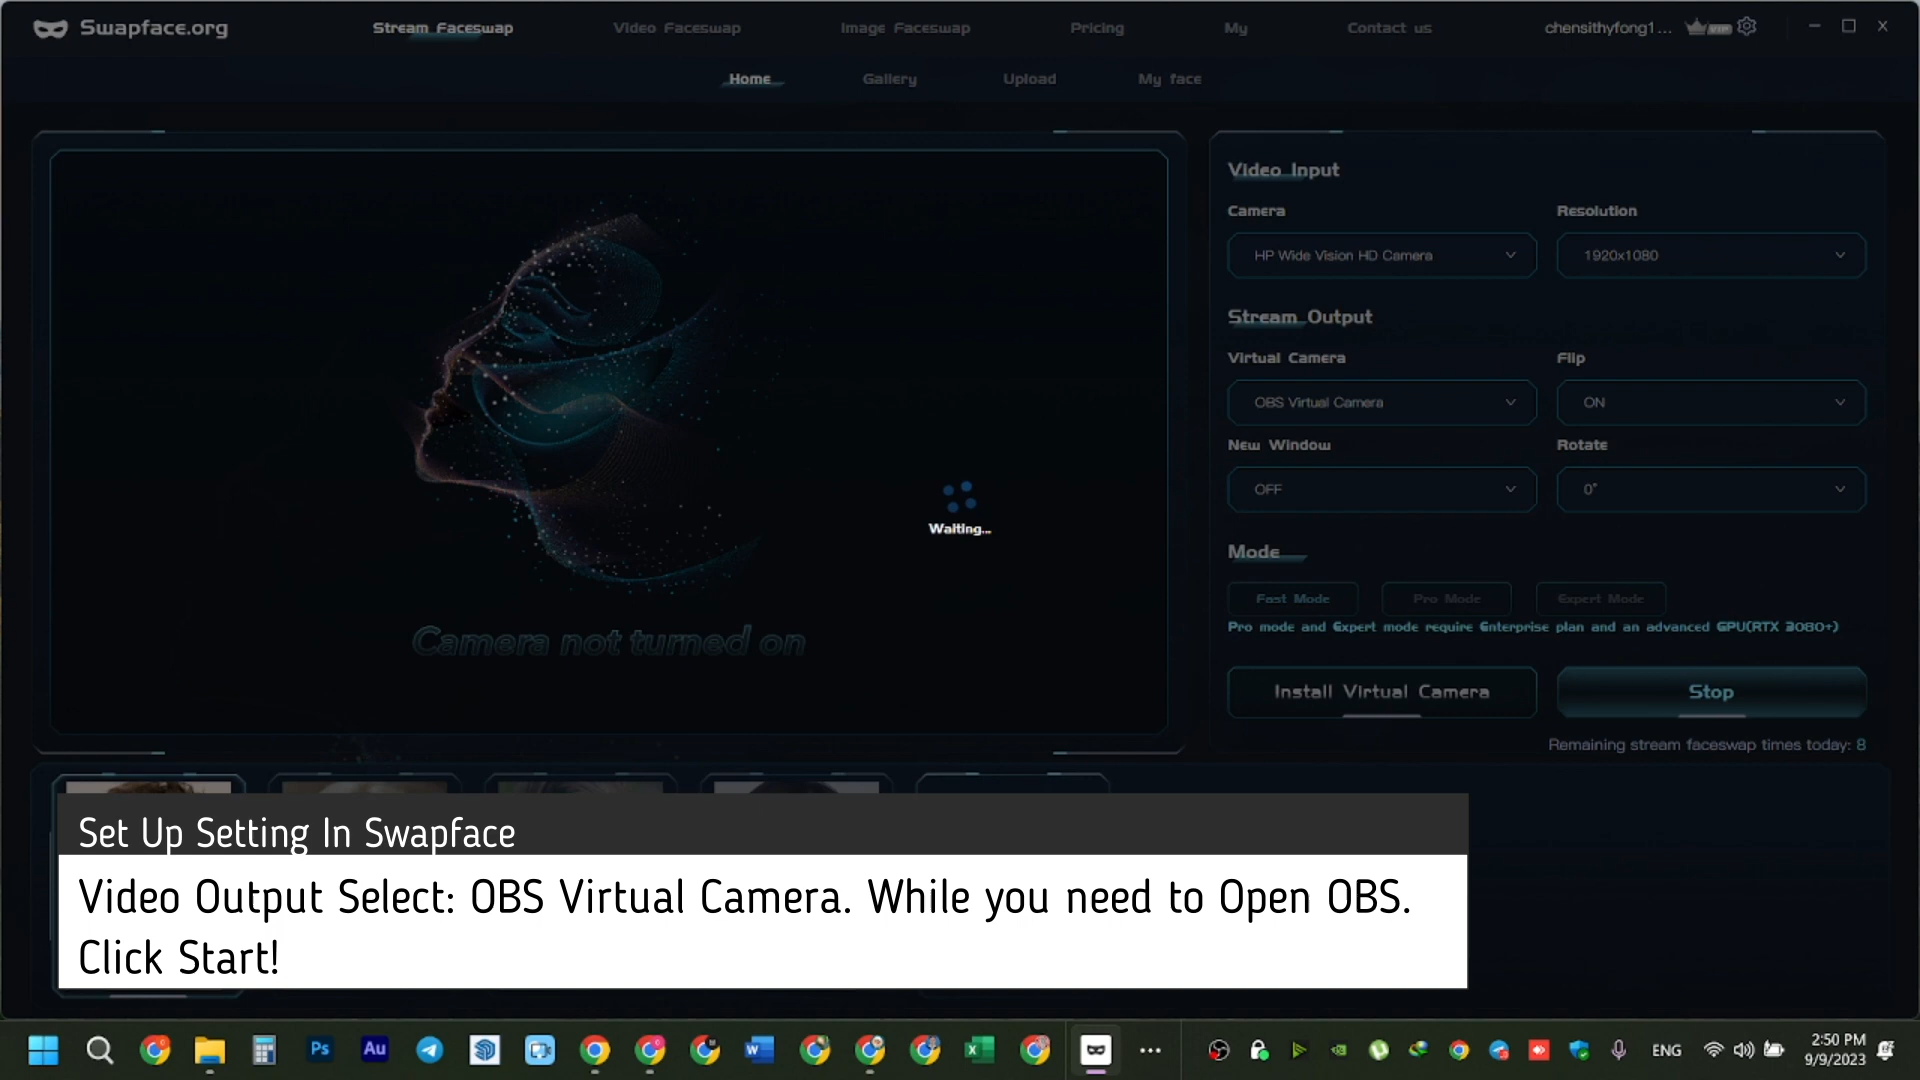 Swapface.org
Stream Faceswap
Video Faceswap
Image Faceswap
Pricing
My
Contact us
chensithyfong1...
VIP
Home
Gallery
Upload
My face
Video Input
Camera
Resolution
HP Wide Vision HD Camera
1920x1080
Stream Output
Virtual Camera
Flip
OBS Virtual Camera
ON
New Window
Rotate
OFF
0°
Waiting...
Mode
Fast Mode
Pro Mode
Expert Mode
Pro mode and Expert mode require Enterprise plan and an advanced GPU(RTX 3080+)
Camera not turned on
Install Virtual Camera
Stop
Remaining stream faceswap times today: 8
Set Up Setting In Swapface
Video Output Select: OBS Virtual Camera. While you need to Open OBS.
Click Start!
Ps
Au
ENG
2:50 PM
9/9/2023